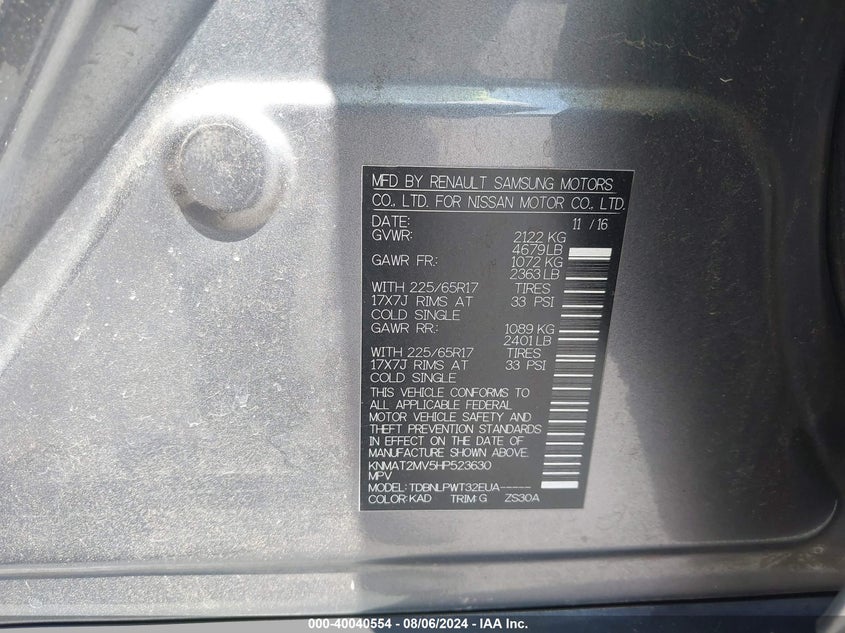 MFD BY RENAULT SAMSUNG MOTORS
CO., LTD. FOR NISSAN MOTOR CO., LTD.
DATE: 11 / 16
GVWR: 2122 KG
4679 LB
GAWR FR.: 1072 KG
2363 LB
WITH 225/65R17 TIRES
17X7J RIMS AT 33 PSI
COLD SINGLE
GAWR RR.: 1089 KG
2401 LB
WITH 225/65R17 TIRES
17X7J RIMS AT 33 PSI
COLD SINGLE
THIS VEHICLE CONFORMS TO
ALL APPLICABLE FEDERAL
MOTOR VEHICLE SAFETY AND
THEFT PREVENTION STANDARDS
IN EFFECT ON THE DATE OF
MANUFACTURE SHOWN ABOVE.
KNMAT2MV5HP523630
MPV
MODEL: TDBNLPWT32EUA-----
COLOR: KAD TRIM: G ZS30A
000-40040554 - 08/06/2024 - IAA Inc.